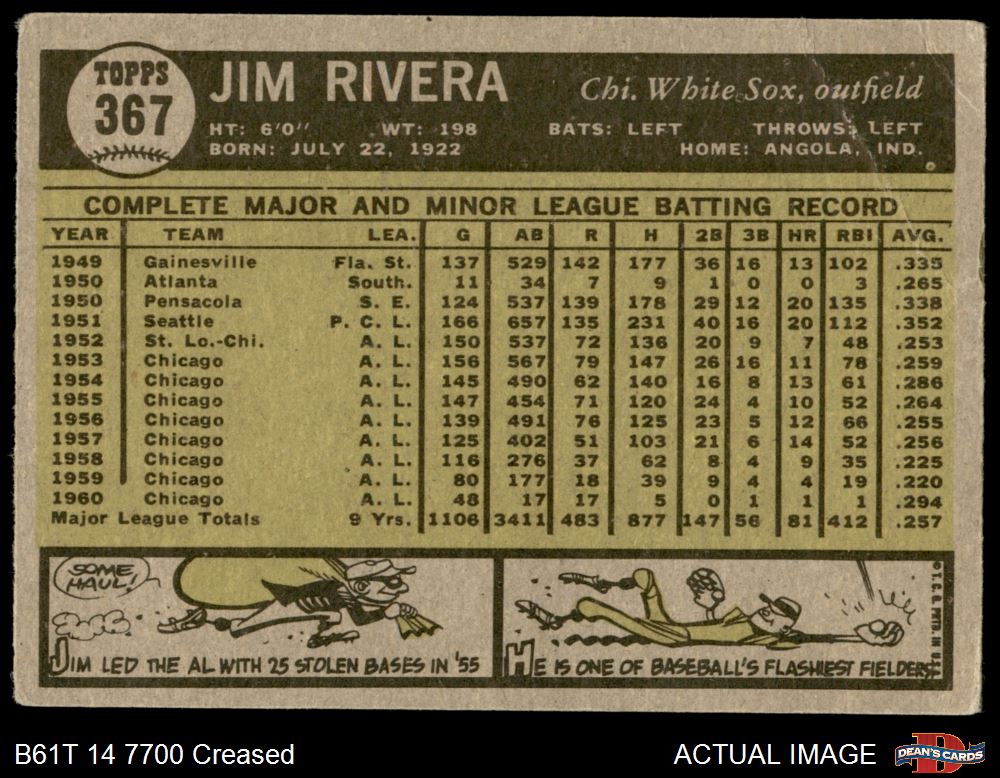 TOPPS
367
JIM RIVERA
Chi. White Sox, outfield
HT: 6'0" WT: 198 BATS: LEFT THROWS: LEFT
BORN: JULY 22, 1922 HOME: ANGOLA, IND.
COMPLETE MAJOR AND MINOR LEAGUE BATTING RECORD
YEAR TEAM LEA. G AB R H 2B 3B HR RBI AVG.
1949 Gainesville Fla. St. 137 529 142 177 36 16 13 102 .335
1950 Atlanta South. 11 34 7 9 1 0 0 3 .265
1950 Pensacola S. E. 124 537 139 178 29 12 20 135 .338
1951 Seattle P. C. L. 166 657 135 231 40 16 20 112 .352
1952 St. Lo.-Chi. A. L. 150 537 72 136 20 9 7 48 .253
1953 Chicago A. L. 156 567 79 147 26 16 11 78 .259
1954 Chicago A. L. 145 490 62 140 16 8 13 61 .286
1955 Chicago A. L. 147 454 71 120 24 4 10 52 .264
1956 Chicago A. L. 139 491 76 125 23 5 12 66 .255
1957 Chicago A. L. 125 402 51 103 21 6 14 52 .256
1958 Chicago A. L. 116 276 37 62 8 4 9 35 .225
1959 Chicago A. L. 80 177 18 39 9 4 4 19 .220
1960 Chicago A. L. 48 17 17 5 0 1 1 1 .294
Major League Totals 9 Yrs. 1106 3411 483 877 147 56 81 412 .257
SOME
HAUL!
JIM LED THE AL WITH 25 STOLEN BASES IN '55
HE IS ONE OF BASEBALL'S FLASHIEST FIELDERS!
© T. C. G. PRTD. IN U.S.
B61T 14 7700 Creased
ACTUAL IMAGE
DEAN'S CARDS